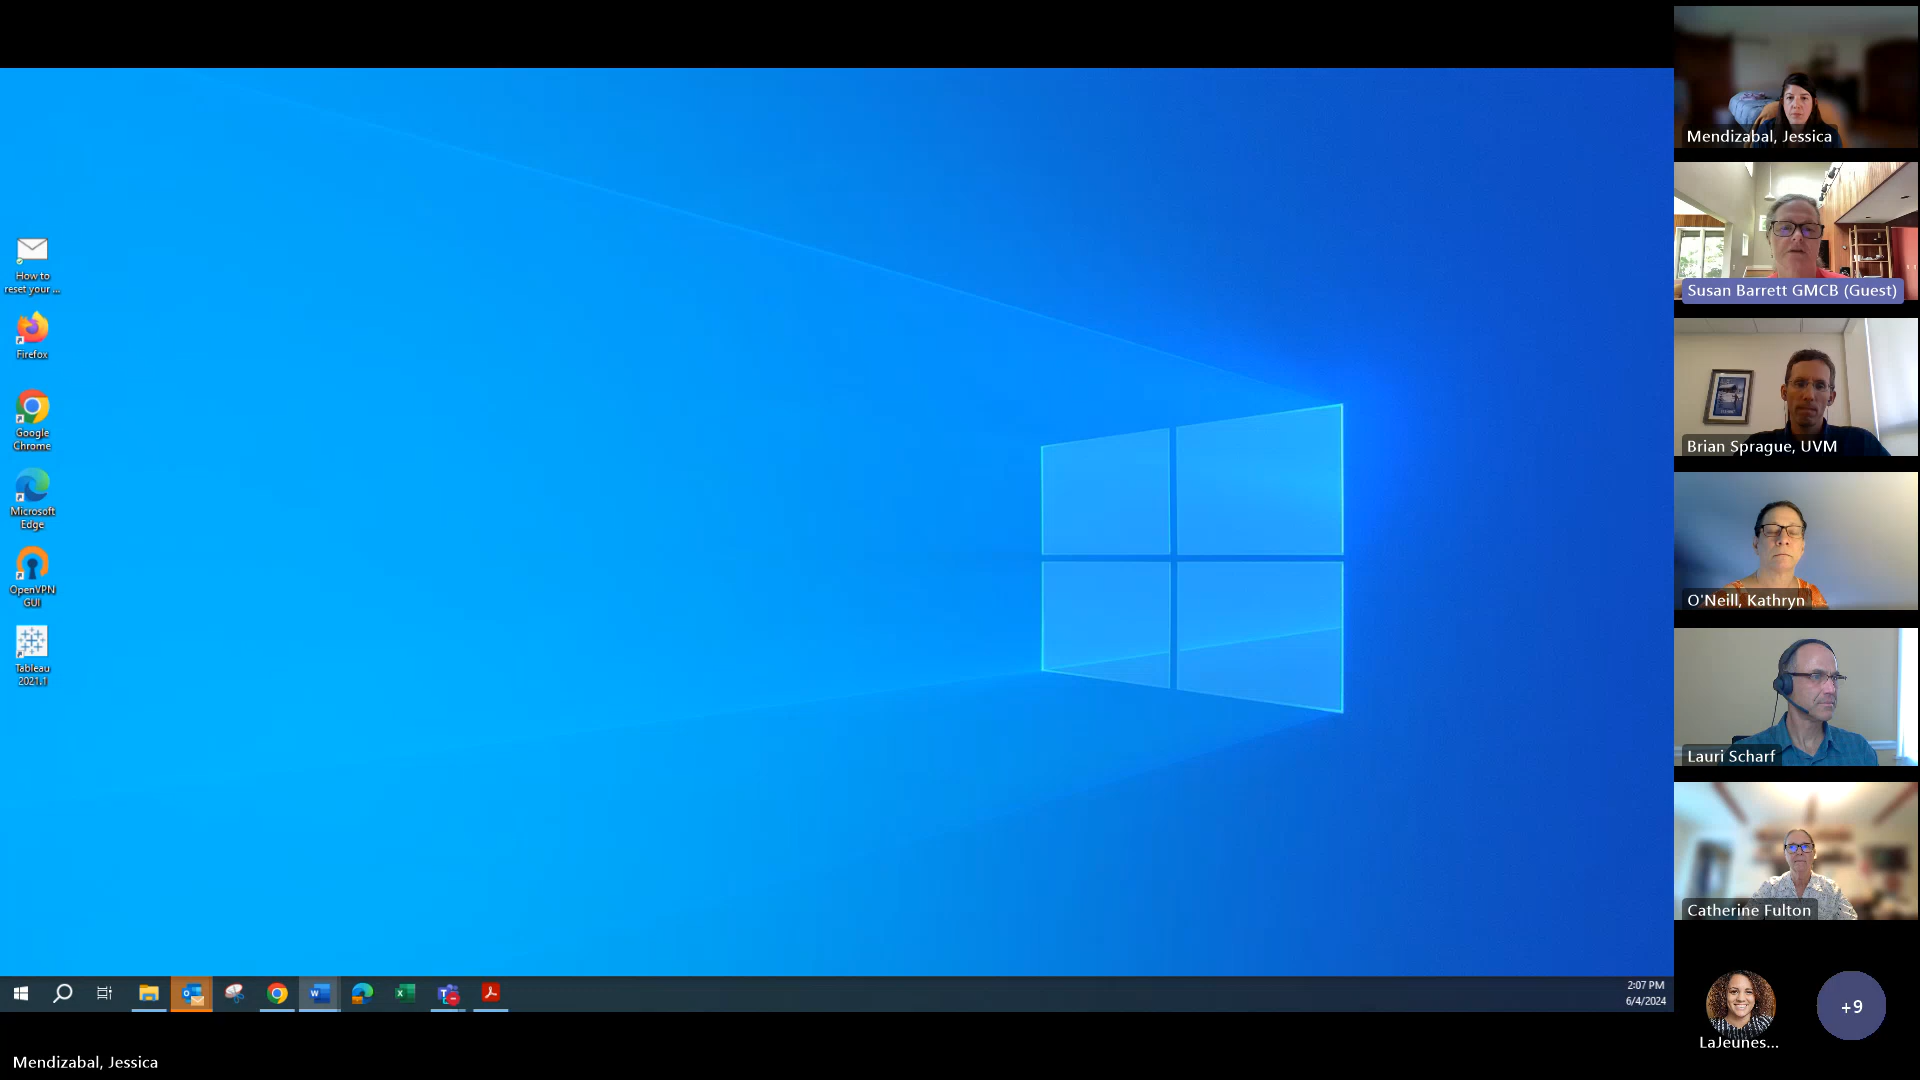 How to
reset your ...
Firefox
Google
Chrome
Microsoft
Edge
OpenVPN
GUI
Tableau
2021.1
2:07 PM
6/4/2024
Mendizabal, Jessica
Mendizabal, Jessica
Susan Barrett GMCB (Guest)
Brian Sprague, UVM
O'Neill, Kathryn
Lauri Scharf
Catherine Fulton
LaJeunes...
+9